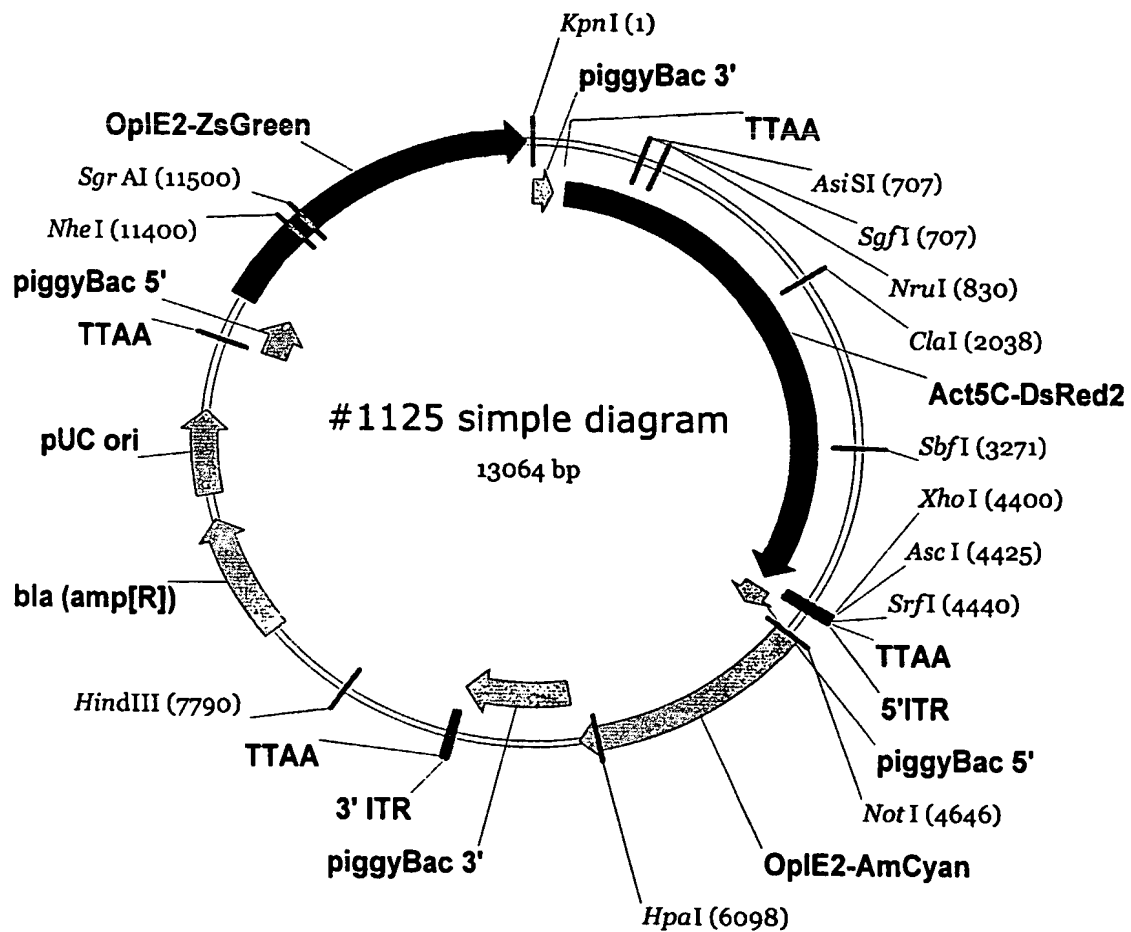 KpnI (1)
piggyBac 3'
TTAA
AsiSI (707)
SgfI (707)
NruI (830)
ClaI (2038)
Act5C-DsRed2
SbfI (3271)
XhoI (4400)
AscI (4425)
SrfI (4440)
TTAA
5'ITR
piggyBac 5'
NotI (4646)
OpIE2-AmCyan
HpaI (6098)
piggyBac 3'
3' ITR
TTAA
HindIII (7790)
bla (amp[R])
pUC ori
TTAA
piggyBac 5'
NheI (11400)
SgrAI (11500)
OpIE2-ZsGreen
#1125 simple diagram
13064 bp